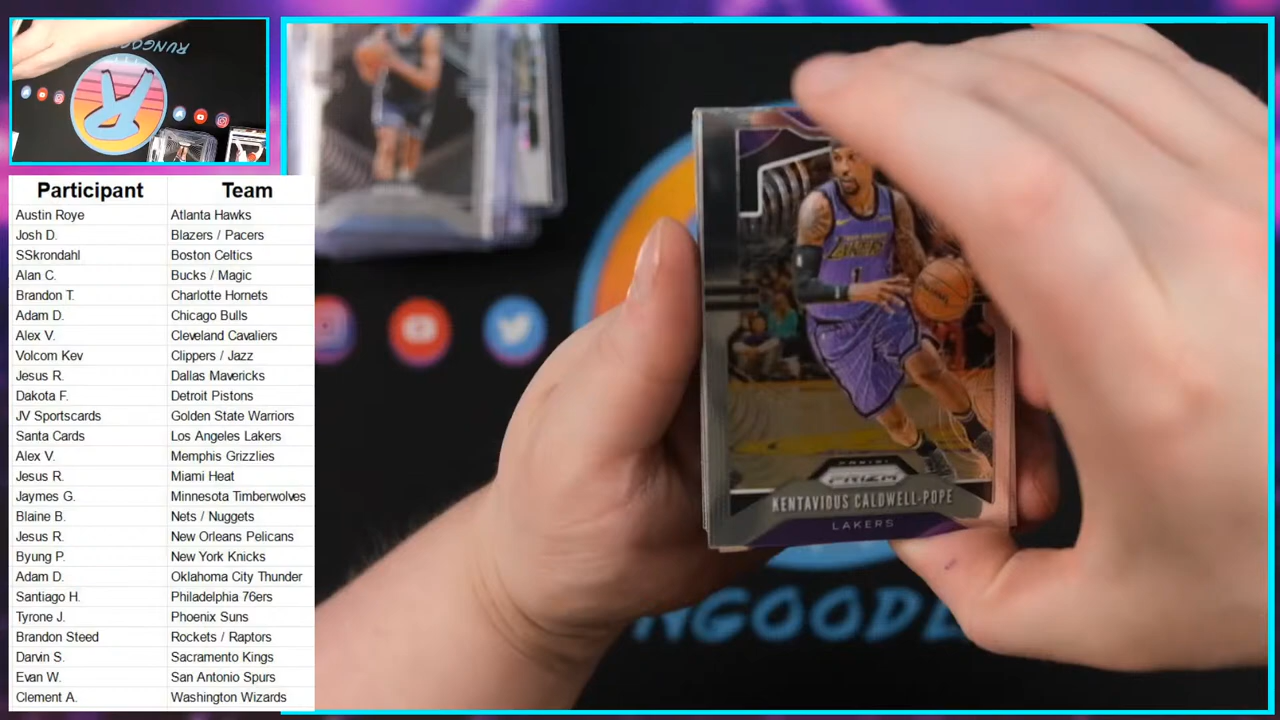 RUNGOOD
Participant Team
Austin Roye Atlanta Hawks
Josh D. Blazers / Pacers
SSkrondahl Boston Celtics
Alan C. Bucks / Magic
Brandon T. Charlotte Hornets
Adam D. Chicago Bulls
Alex V. Cleveland Cavaliers
Volcom Kev Clippers / Jazz
Jesus R. Dallas Mavericks
Dakota F. Detroit Pistons
JV Sportscards Golden State Warriors
Santa Cards Los Angeles Lakers
Alex V. Memphis Grizzlies
Jesus R. Miami Heat
Jaymes G. Minnesota Timberwolves
Blaine B. Nets / Nuggets
Jesus R. New Orleans Pelicans
Byung P. New York Knicks
Adam D. Oklahoma City Thunder
Santiago H. Philadelphia 76ers
Tyrone J. Phoenix Suns
Brandon Steed Rockets / Raptors
Darvin S. Sacramento Kings
Evan W. San Antonio Spurs
Clement A. Washington Wizards
LAKERS
1
PANINI
PRIZM
KENTAVIOUS CALDWELL-POPE
LAKERS
NGOOD